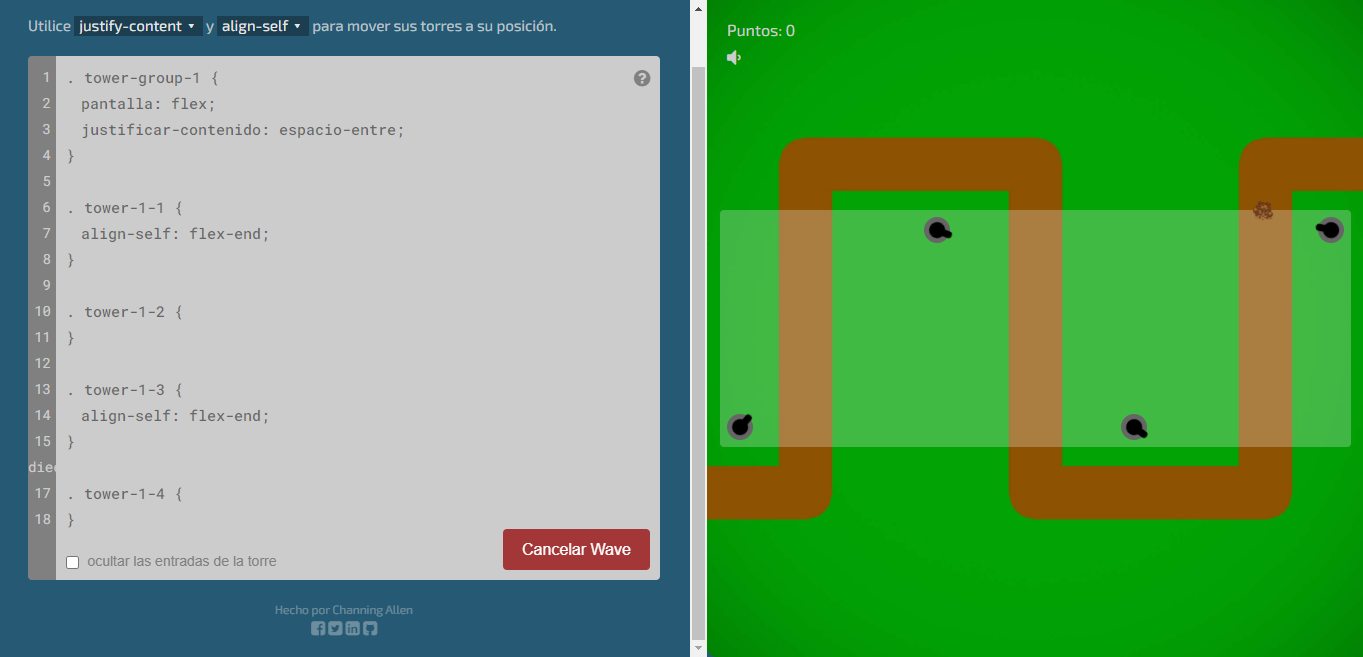 Utilice justify-content y align-self para mover sus torres a su posición.
1 . tower-group-1 {
2 pantalla: flex;
3 justificar-contenido: espacio-entre;
4 }
5
6 . tower-1-1 {
7 align-self: flex-end;
8 }
9
10 . tower-1-2 {
11 }
12
13 . tower-1-3 {
14 align-self: flex-end;
15 }
diec
17 . tower-1-4 {
18 }
ocultar las entradas de la torre
Cancelar Wave
Hecho por Channing Allen
Puntos: 0